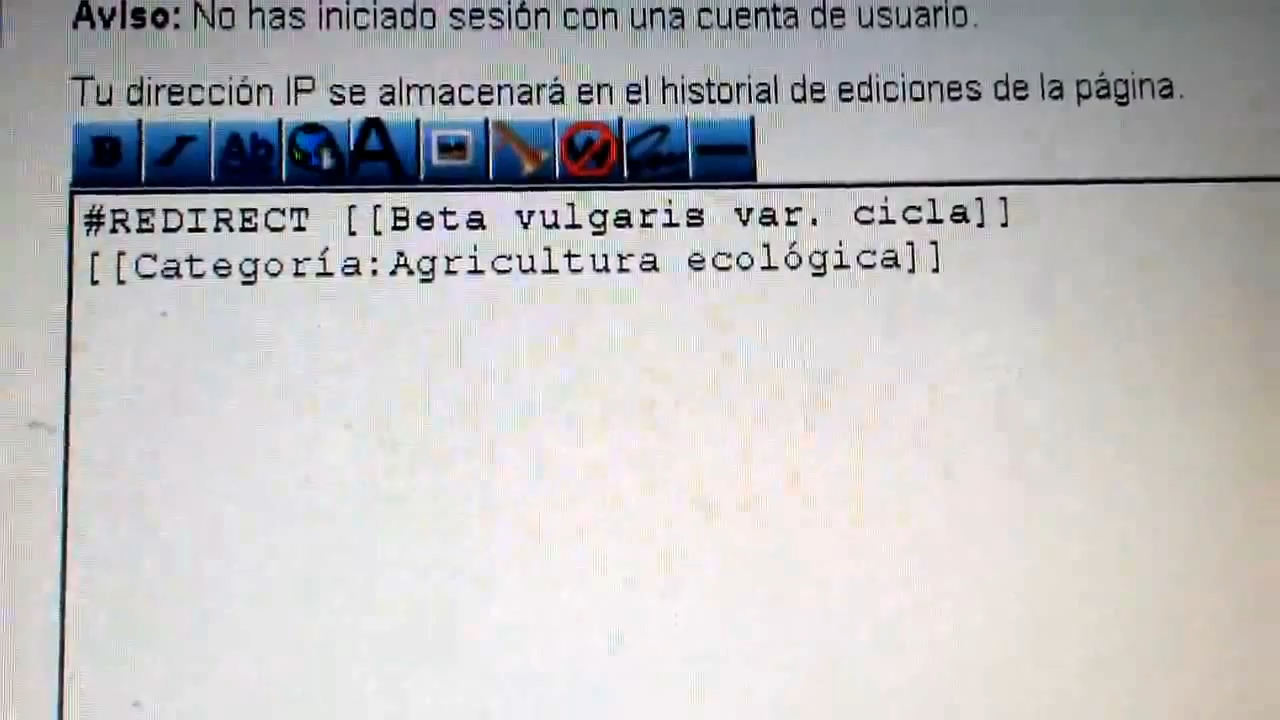 Aviso: No has iniciado sesión con una cuenta de usuario.
Tu dirección IP se almacenará en el historial de ediciones de la página.
B I Ab A W
#REDIRECT [[Beta vulgaris var. cicla]]
[[Categoría:Agricultura ecológica]]